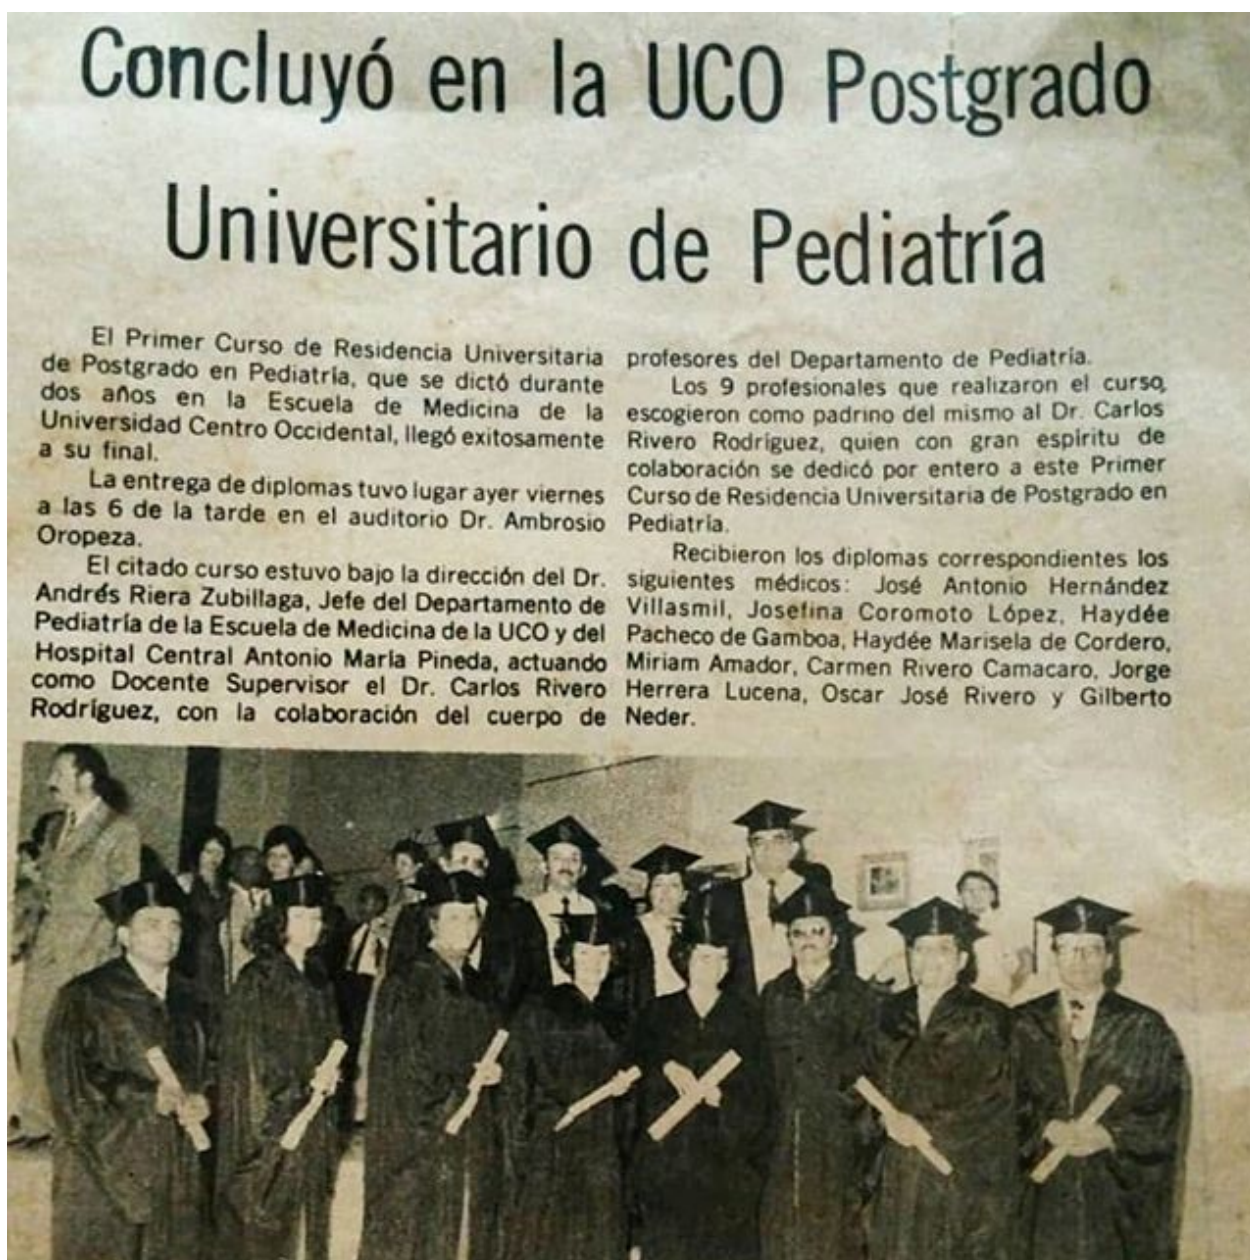 Concluyó en la UCO Postgrado
Universitario de Pediatría
El Primer Curso de Residencia Universitaria
de Postgrado en Pediatría, que se dictó durante
dos años en la Escuela de Medicina de la
Universidad Centro Occidental, llegó exitosamente
a su final.
La entrega de diplomas tuvo lugar ayer viernes
a las 6 de la tarde en el auditorio Dr. Ambrosio
Oropeza.
El citado curso estuvo bajo la dirección del Dr.
Andrés Riera Zubillaga, Jefe del Departamento de
Pediatría de la Escuela de Medicina de la UCO y del
Hospital Central Antonio María Pineda, actuando
como Docente Supervisor el Dr. Carlos Rivero
Rodríguez, con la colaboración del cuerpo de
profesores del Departamento de Pediatría.
Los 9 profesionales que realizaron el curso,
escogieron como padrino del mismo al Dr. Carlos
Rivero Rodríguez, quien con gran espíritu de
colaboración se dedicó por entero a este Primer
Curso de Residencia Universitaria de Postgrado en
Pediatría.
Recibieron los diplomas correspondientes los
siguientes médicos: José Antonio Hernández
Villasmil, Josefina Coromoto López, Haydée
Pacheco de Gamboa, Haydée Marisela de Cordero,
Miriam Amador, Carmen Rivero Camacaro, Jorge
Herrera Lucena, Oscar José Rivero y Gilberto
Neder.